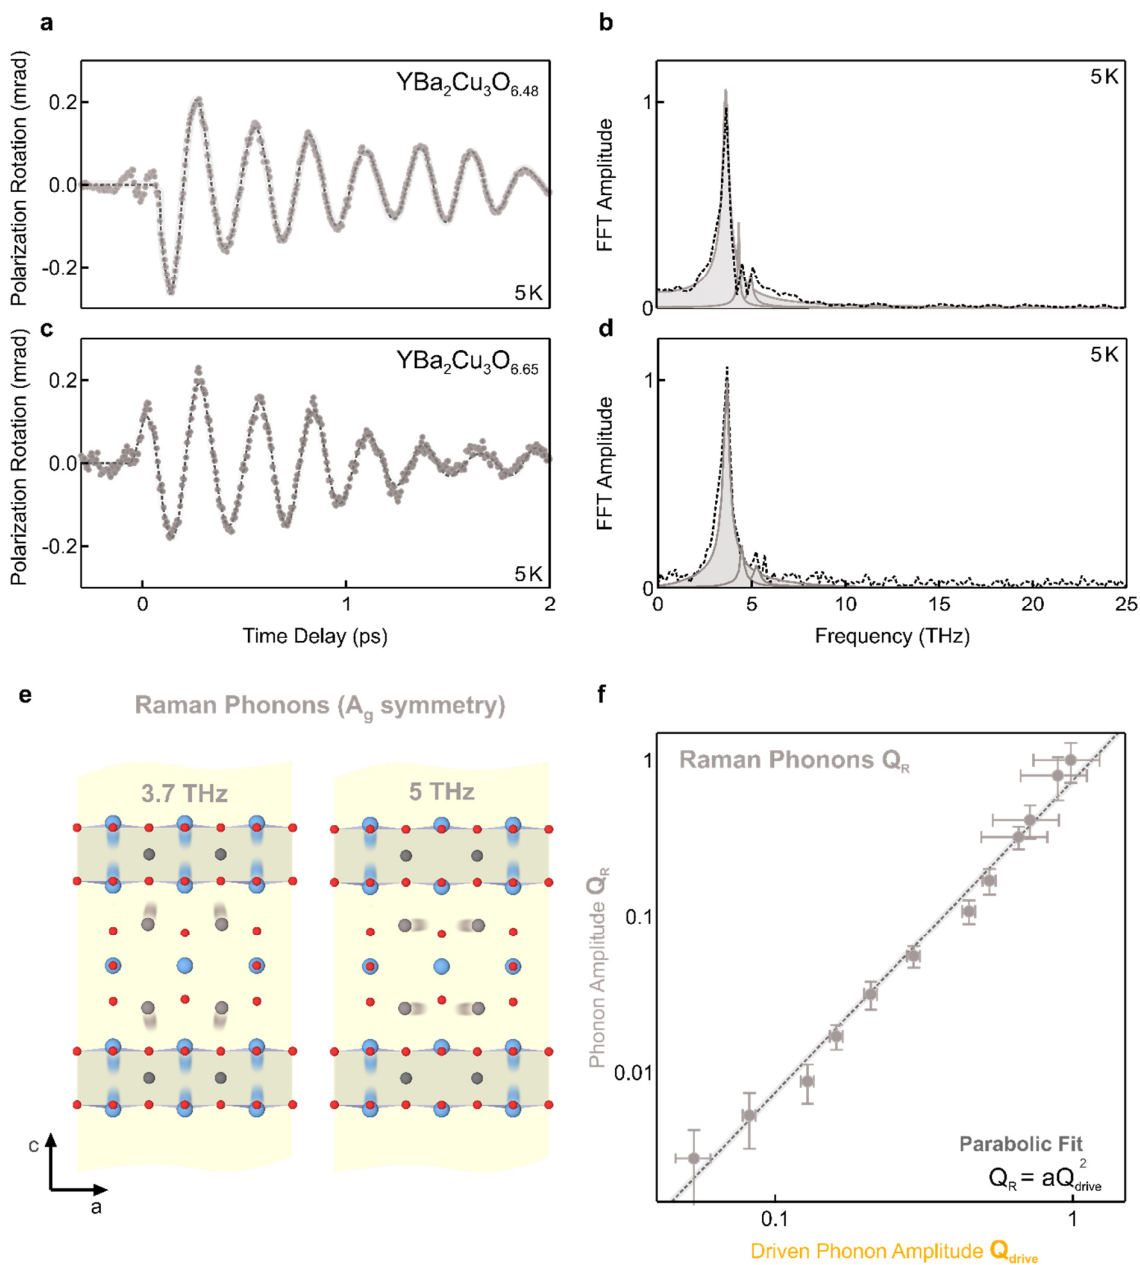 a
Polarization Rotation (mrad)
0.2
0.0
-0.2
YBa2Cu3O6.48
5K
b
FFT Amplitude
1
0
5K
c
Polarization Rotation (mrad)
0.2
0.0
-0.2
YBa2Cu3O6.65
5K
0 1 2
Time Delay (ps)
d
FFT Amplitude
1
0
5K
0 5 10 15 20 25
Frequency (THz)
e
Raman Phonons (Ag symmetry)
3.7 THz
5 THz
c
a
f
Raman Phonons QR
Phonon Amplitude QR
1
0.1
0.01
Parabolic Fit
QR = aQ²drive
0.1 1
Driven Phonon Amplitude Qdrive